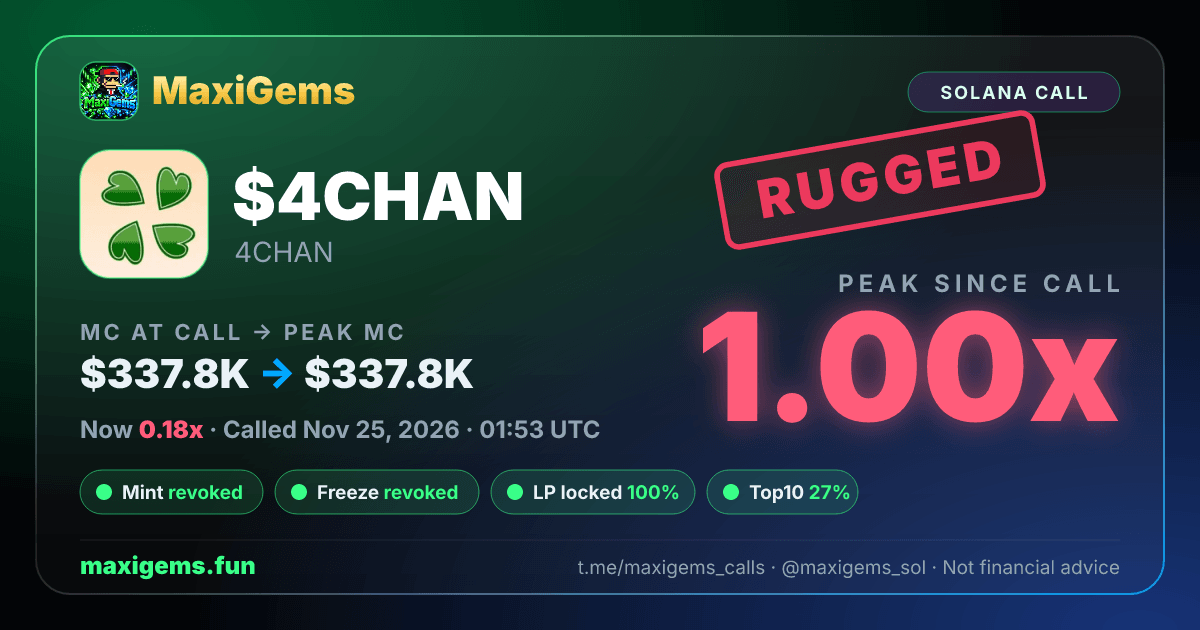 MaxiGems
MaxiGems
SOLANA CALL
RUGGED
$4CHAN
4CHAN
PEAK SINCE CALL
1.00x
MC AT CALL → PEAK MC
$337.8K → $337.8K
Now 0.18x · Called Nov 25, 2026 · 01:53 UTC
Mint revoked
Freeze revoked
LP locked 100%
Top10 27%
maxigems.fun
t.me/maxigems_calls · @maxigems_sol · Not financial advice